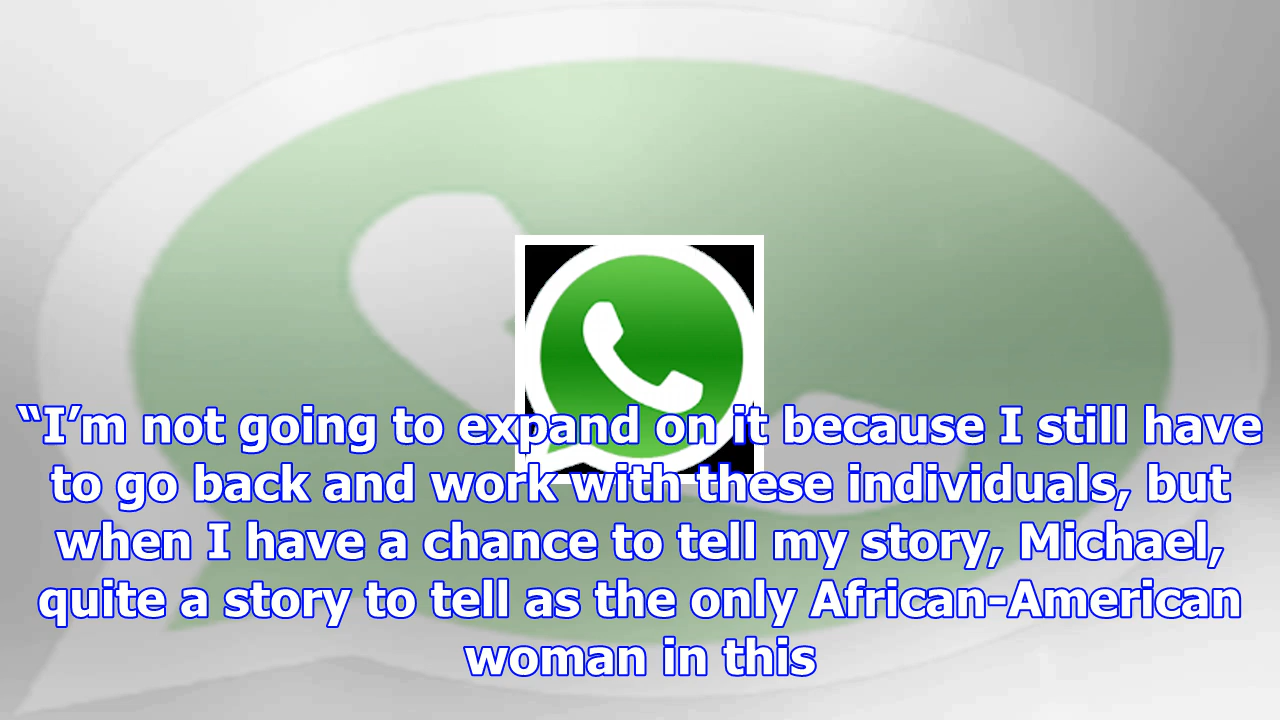 “I’m not going to expand on it because I still have
to go back and work with these individuals, but
when I have a chance to tell my story, Michael,
quite a story to tell as the only African-American
woman in this